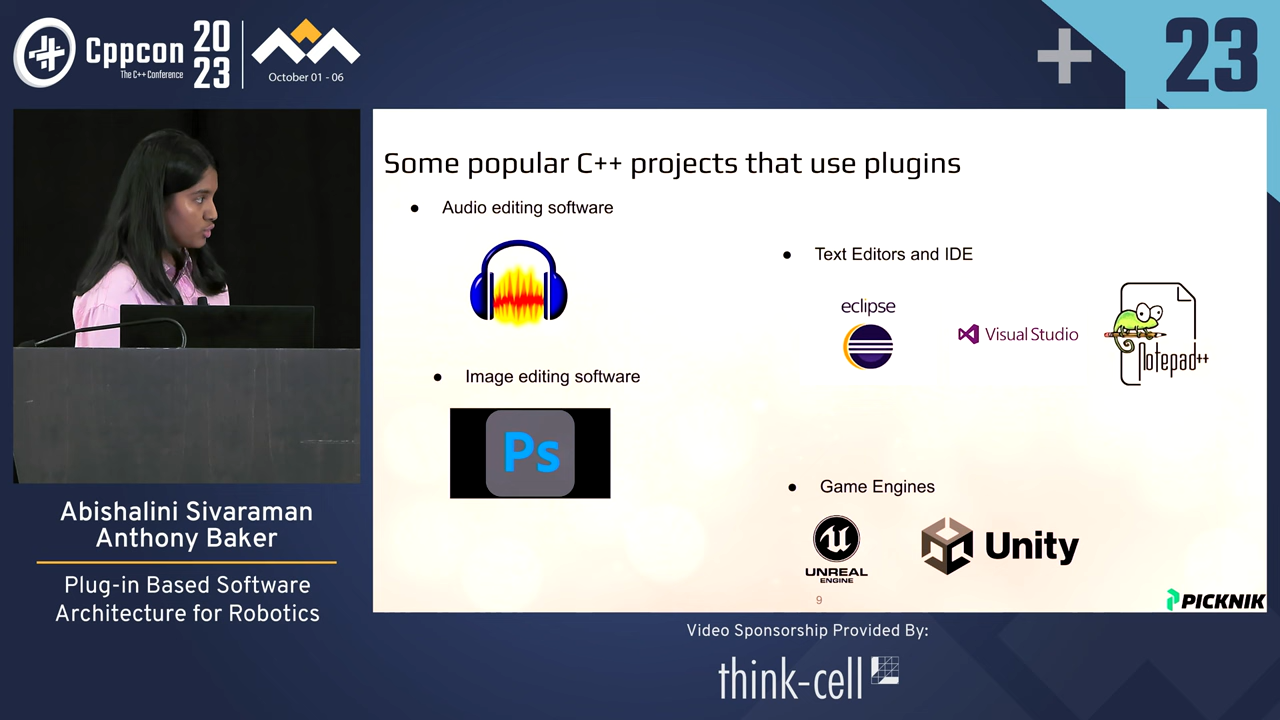 Cppcon
The C++ Conference
20
23
October 01 - 06
23
Some popular C++ projects that use plugins
● Audio editing software
● Image editing software
Ps
● Text Editors and IDE
eclipse
Visual Studio
Notepad++
● Game Engines
UNREAL
ENGINE
Unity
9
PICKNIK
Abishalini Sivaraman
Anthony Baker
Plug-in Based Software
Architecture for Robotics
Video Sponsorship Provided By:
think-cell